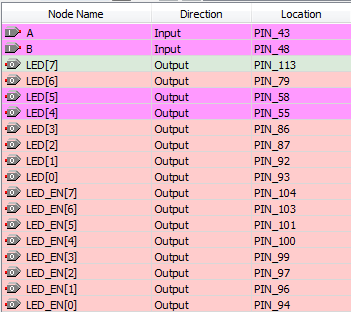 Node Name Direction Location
A Input PIN_43
B Input PIN_48
LED[7] Output PIN_113
LED[6] Output PIN_79
LED[5] Output PIN_58
LED[4] Output PIN_55
LED[3] Output PIN_86
LED[2] Output PIN_87
LED[1] Output PIN_92
LED[0] Output PIN_93
LED_EN[7] Output PIN_104
LED_EN[6] Output PIN_103
LED_EN[5] Output PIN_101
LED_EN[4] Output PIN_100
LED_EN[3] Output PIN_99
LED_EN[2] Output PIN_97
LED_EN[1] Output PIN_96
LED_EN[0] Output PIN_94